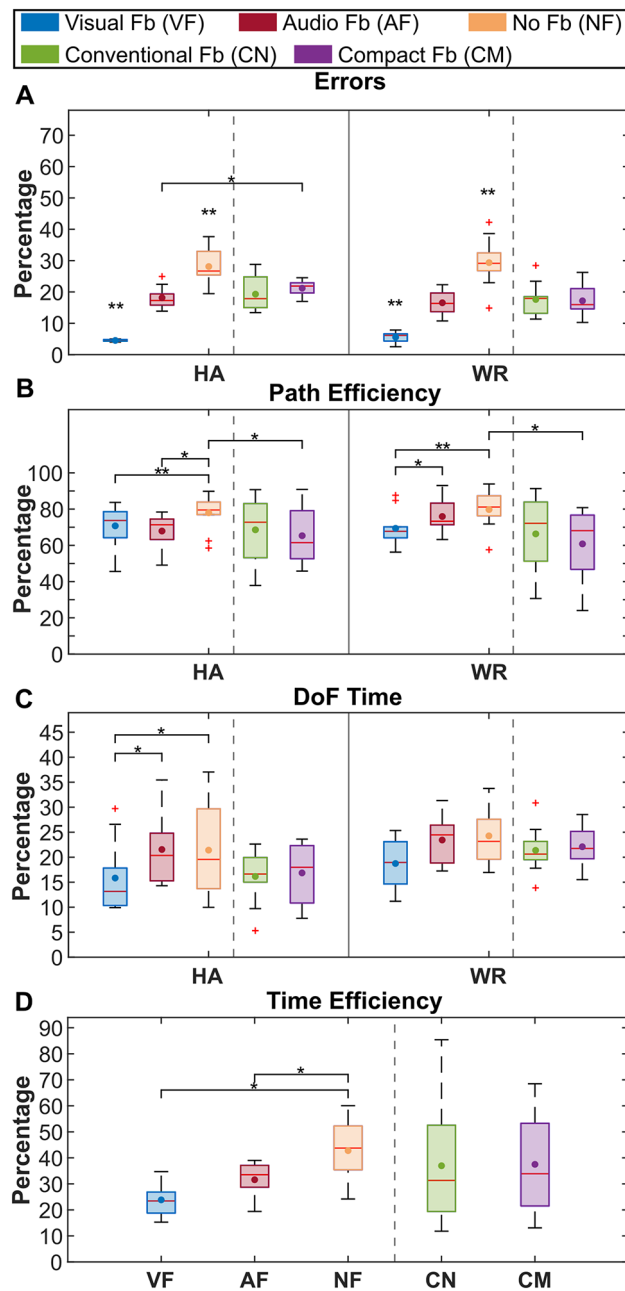 Visual Fb (VF) Audio Fb (AF) No Fb (NF)
Conventional Fb (CN) Compact Fb (CM)
A
Errors
Percentage
70
60
50
40
30
20
10
0
*
**
**
**
**
HA WR
B
Path Efficiency
Percentage
100
80
60
40
20
0
*
*
**
*
**
*
HA WR
C
DoF Time
Percentage
45
40
35
30
25
20
15
10
5
0
*
*
HA WR
D
Time Efficiency
Percentage
90
80
70
60
50
40
30
20
10
0
*
*
VF AF NF CN CM